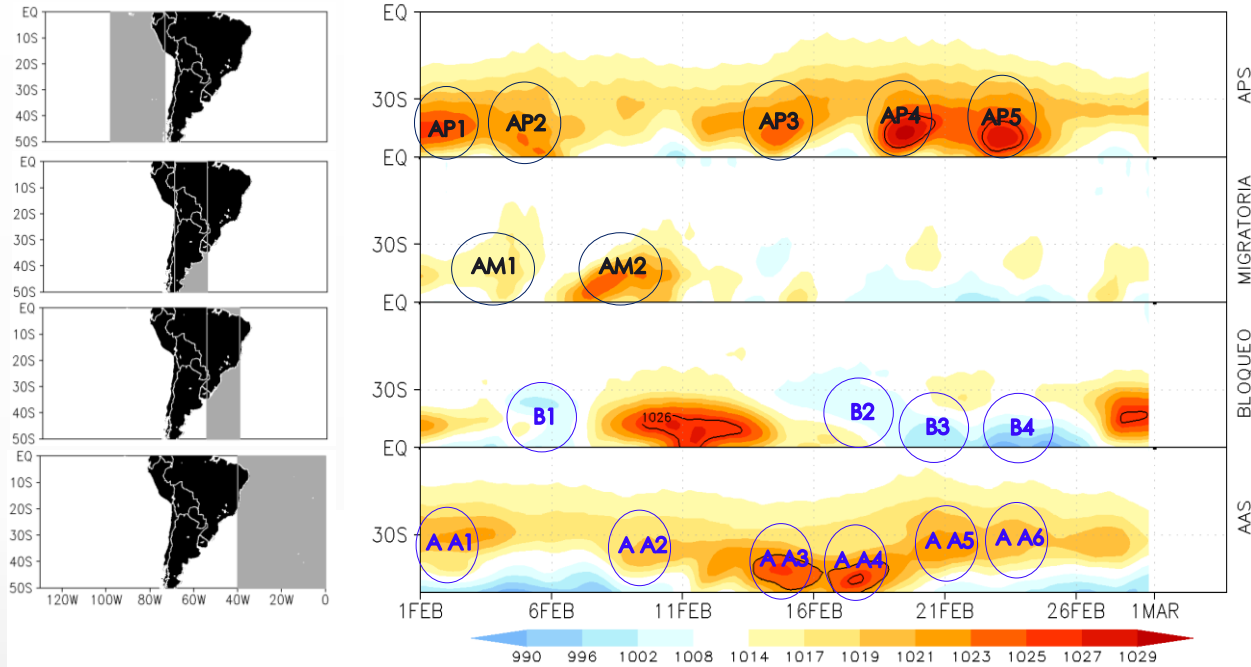 EQ
10S
20S
30S
40S
50S
EQ
10S
20S
30S
40S
50S
EQ
10S
20S
30S
40S
50S
EQ
10S
20S
30S
40S
50S
120W 100W 80W 60W 40W 20W 0
EQ
30S
AP1 AP2 AP3 AP4 AP5
APS
EQ
30S
AM1 AM2
MIGRATORIA
EQ
30S
1026
B1 B2 B3 B4
BLOQUEO
EQ
30S
A A1 A A2 A A3 A A4 A A5 A A6
AAS
1FEB 6FEB 11FEB 16FEB 21FEB 26FEB 1MAR
990 996 1002 1008 1014 1017 1019 1021 1023 1025 1027 1029